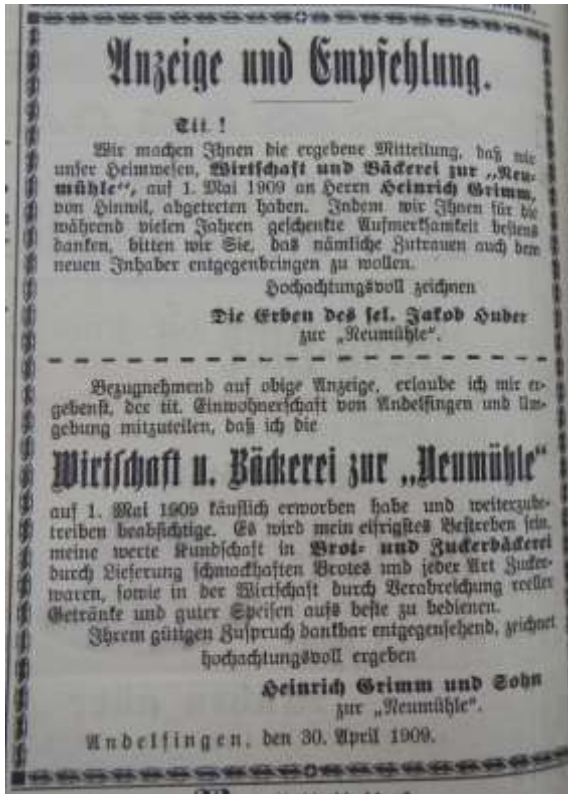 Anzeige und Empfehlung.
Tit !
Wir machen Ihnen die ergebene Mitteilung, daß wir
unser Heimwesen, Wirtschaft und Bäckerei zur „Neu-
mühle“, auf 1. Mai 1909 an Herrn Heinrich Grimm,
von Hinwil, abgetreten haben. Indem wir Ihnen für die
während vielen Jahren geschenkte Aufmerksamkeit bestens
danken, bitten wir Sie, das nämliche Zutrauen auch dem
neuen Inhaber entgegenbringen zu wollen.
Hochachtungsvoll zeichnen
Die Erben des sel. Jakob Huber
zur „Neumühle“.
Bezugnehmend auf obige Anzeige, erlaube ich mir er-
gebenst, der tit. Einwohnerschaft von Andelfingen und Um-
gebung mitzuteilen, daß ich die
Wirtschaft u. Bäckerei zur „Neumühle“
auf 1. Mai 1909 käuflich erworben habe und weiterzube-
treiben beabsichtige. Es wird mein eifrigstes Bestreben sein,
meine werte Kundschaft in Brot- und Zuckerbäckerei
durch Lieferung schmackhaften Brotes und jeder Art Zucker-
waren, sowie in der Wirtschaft durch Verabreichung reeller
Getränke und guter Speisen aufs beste zu bedienen.
Ihrem gütigen Zuspruch dankbar entgegensehend, zeichnet
hochachtungsvoll ergeben
Heinrich Grimm und Sohn
zur „Neumühle“.
Andelfingen, den 30. April 1909.